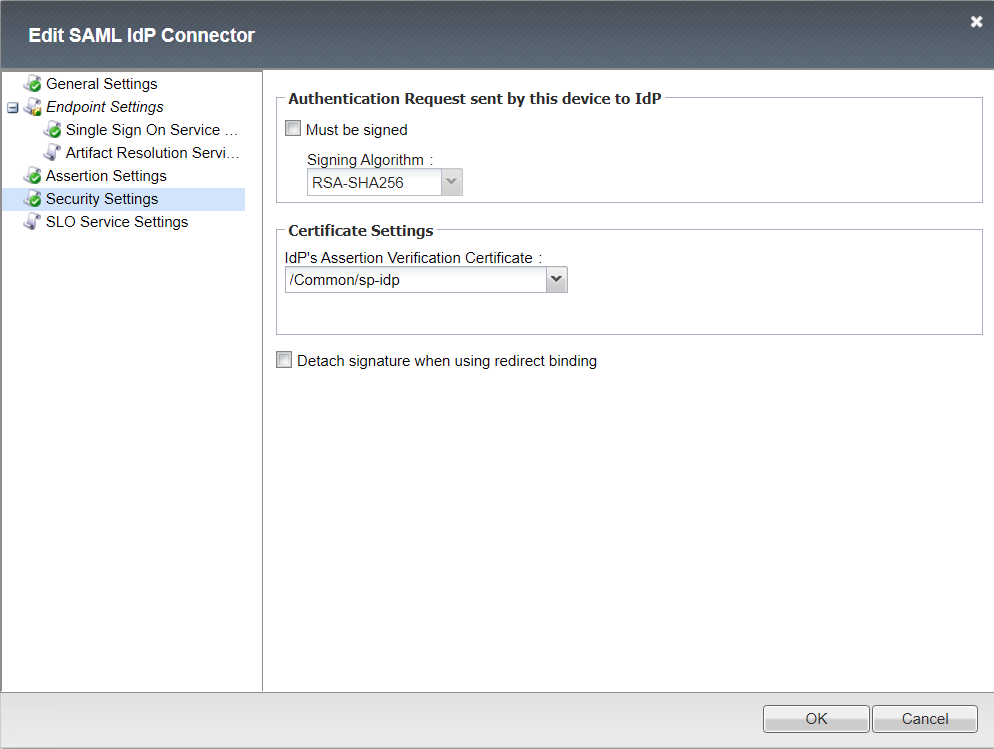 Edit SAML IdP Connector
General Settings
Endpoint Settings
Single Sign On Service ...
Artifact Resolution Servi...
Assertion Settings
Security Settings
SLO Service Settings
Authentication Request sent by this device to IdP
Must be signed
Signing Algorithm :
RSA-SHA256
Certificate Settings
IdP's Assertion Verification Certificate :
/Common/sp-idp
Detach signature when using redirect binding
OK
Cancel